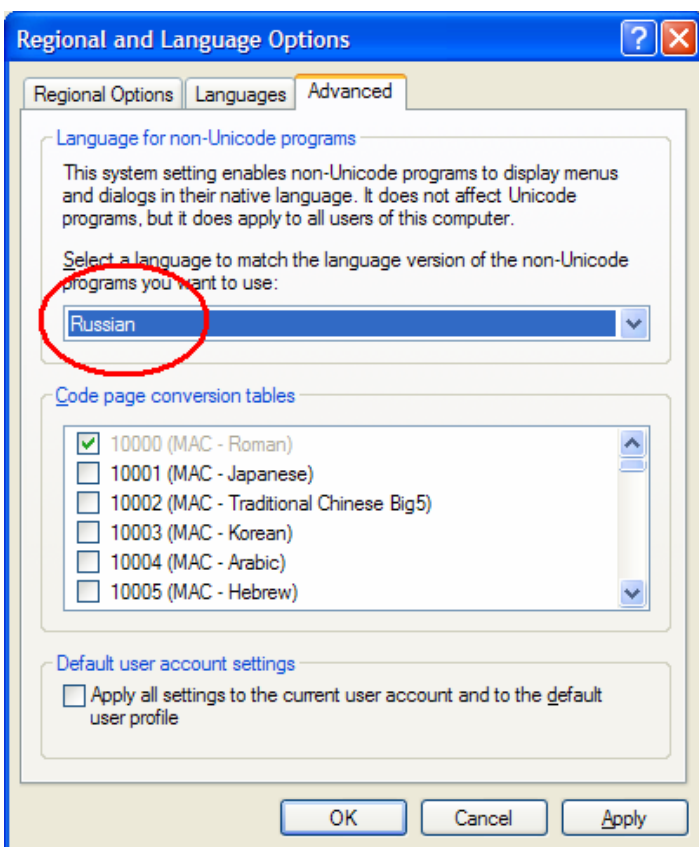 Regional and Language Options
Regional Options Languages Advanced
Language for non-Unicode programs
This system setting enables non-Unicode programs to display menus
and dialogs in their native language. It does not affect Unicode
programs, but it does apply to all users of this computer.
Select a language to match the language version of the non-Unicode
programs you want to use:
Russian
Code page conversion tables
10000 (MAC - Roman)
10001 (MAC - Japanese)
10002 (MAC - Traditional Chinese Big5)
10003 (MAC - Korean)
10004 (MAC - Arabic)
10005 (MAC - Hebrew)
Default user account settings
Apply all settings to the current user account and to the default
user profile
OK Cancel Apply